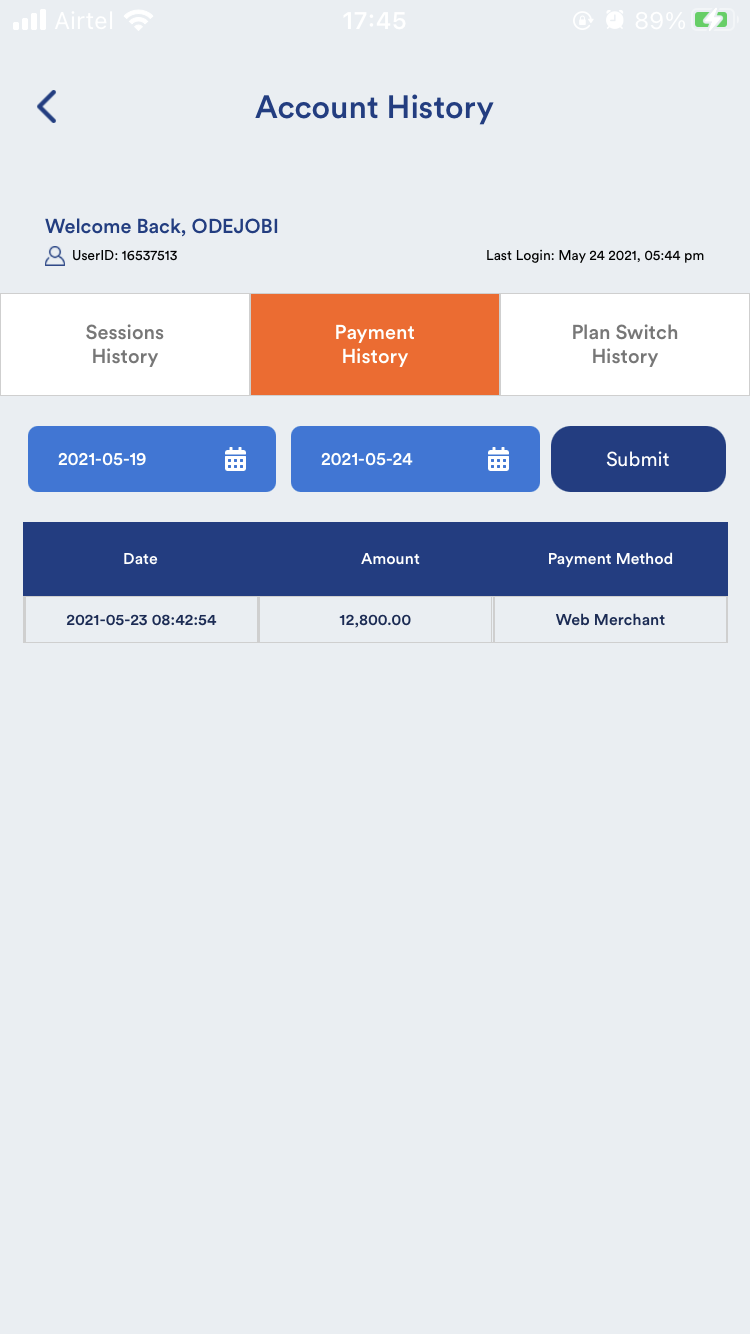 Airtel 17:45 89%
Account History
Welcome Back, ODEJOBI
UserID: 16537513 Last Login: May 24 2021, 05:44 pm
Sessions History
Payment History
Plan Switch History
2021-05-19 2021-05-24 Submit
Date Amount Payment Method
2021-05-23 08:42:54 12,800.00 Web Merchant